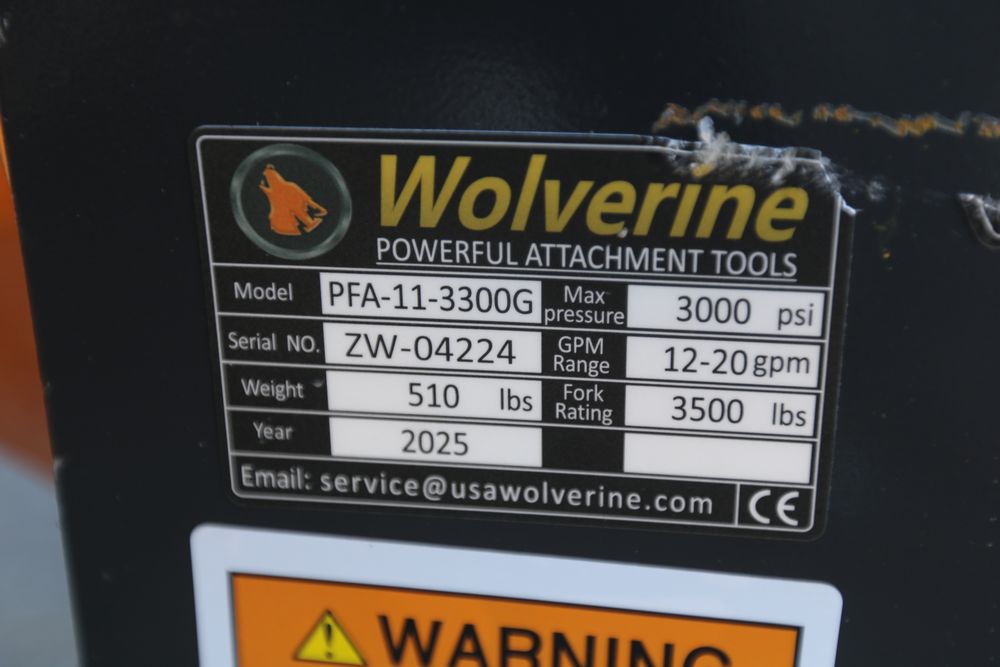 Wolverine
POWERFUL ATTACHMENT TOOLS
Model PFA-11-3300G Max pressure 3000 psi
Serial NO. ZW-04224 GPM Range 12-20 gpm
Weight 510 lbs Fork Rating 3500 lbs
Year 2025
Email: service@usawolverine.com CE
WARNING